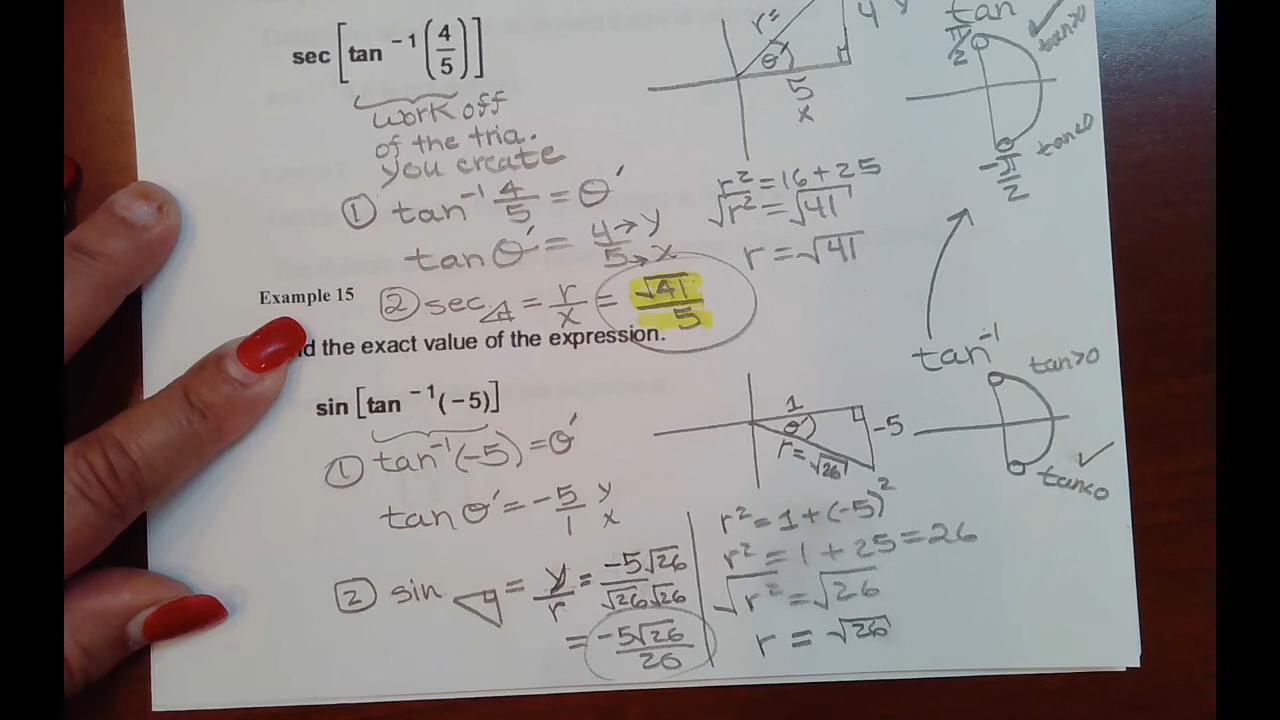 sec [tan⁻¹(4/5)]
work off
of the tria.
you create
① tan⁻¹ 4/5 = θ'
tan θ' = 4→y / 5→x
② sec = r/x = √41/5
r =
4 y
θ'
5
x
r² = 16 + 25
√r² = √41
r = √41
tan
π/2
tan>0
tan<0
-π/2
tan⁻¹
Example 15
nd the exact value of the expression.
sin [tan⁻¹(−5)]
① tan⁻¹(-5) = θ'
tan θ' = -5/1 y/x
② sin = y/r = -5√26/√26√26
= -5√26/26
1
θ'
-5
r = √26
r² = 1 + (-5)²
r² = 1 + 25 = 26
√r² = √26
r = √26
tan>0
tan<0